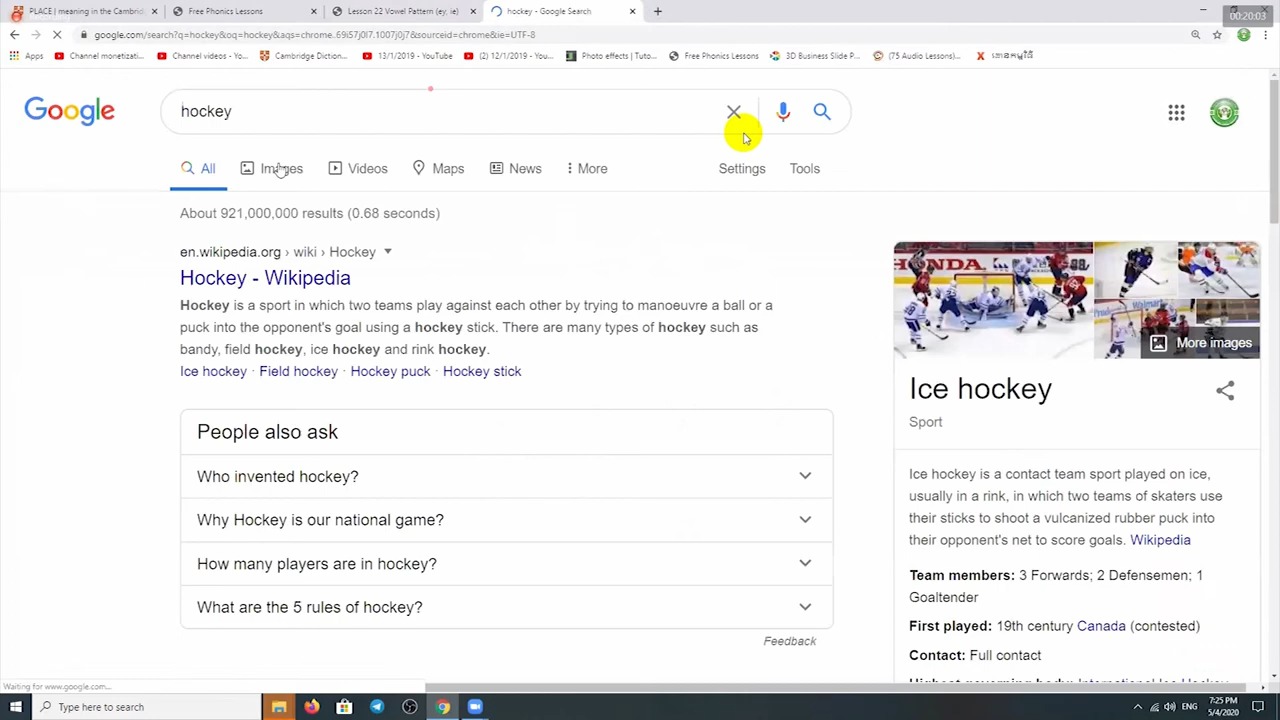 PLACE | meaning in the Cambrid
Free Phonics Lessons
Lesson 22 Vowel Pattern (ey, ie)
hockey - Google Search
00:20:03
google.com/search?q=hockey&oq=hockey&aqs=chrome..69i57j0l7.1007j0j7&sourceid=chrome&ie=UTF-8
Apps
Channel monetizati...
Channel monetizati...
Cambridge Diction...
13/1/2019 - YouTube
(2) 12/1/2019 - You...
Photo effects | Tuto...
Free Phonics Lessons
3D Business Slide P...
(75 Audio Lessons)...
Google
hockey
All
Images
Videos
Maps
News
More
Settings
Tools
About 921,000,000 results (0.68 seconds)
en.wikipedia.org › wiki › Hockey
Hockey - Wikipedia
Hockey is a sport in which two teams play against each other by trying to manoeuvre a ball or a
puck into the opponent's goal using a hockey stick. There are many types of hockey such as
bandy, field hockey, ice hockey and rink hockey.
Ice hockey · Field hockey · Hockey puck · Hockey stick
People also ask
Who invented hockey?
Why Hockey is our national game?
How many players are in hockey?
What are the 5 rules of hockey?
Feedback
HONDA
More images
Ice hockey
Sport
Ice hockey is a contact team sport played on ice,
usually in a rink, in which two teams of skaters use
their sticks to shoot a vulcanized rubber puck into
their opponent's net to score goals. Wikipedia
Team members: 3 Forwards; 2 Defensemen; 1
Goaltender
First played: 19th century Canada (contested)
Contact: Full contact
Waiting for www.google.com...
Type here to search
ENG
7:25 PM
5/4/2020